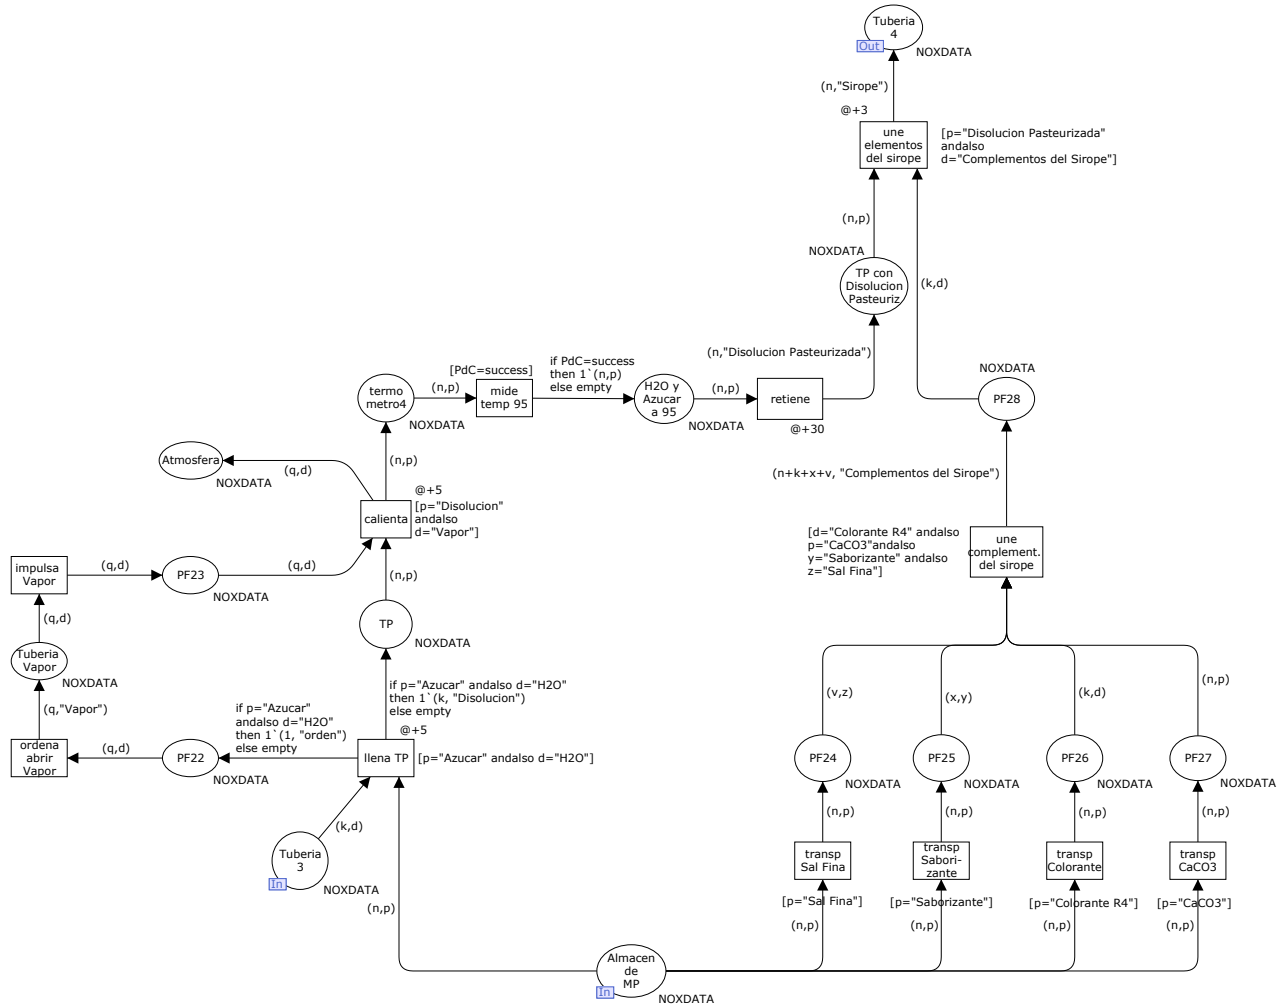 Tuberia
4
Out
NOXDATA
(n,"Sirope")
@+3
une
elementos
del sirope
[p="Disolucion Pasteurizada"
andalso
d="Complementos del Sirope"]
(n,p)
NOXDATA
TP con
Disolucion
Pasteuriz
(k,d)
(n,"Disolucion Pasteurizada")
NOXDATA
PF28
termo
metro4
NOXDATA
(n,p)
[PdC=success]
mide
temp 95
if PdC=success
then 1`(n,p)
else empty
H2O y
Azucar
a 95
NOXDATA
(n,p)
retiene
@+30
Atmosfera
NOXDATA
(q,d)
(n,p)
@+5
calienta
[p="Disolucion"
andalso
d="Vapor"]
(n+k+x+v, "Complementos del Sirope")
[d="Colorante R4" andalso
p="CaCO3"andalso
y="Saborizante" andalso
z="Sal Fina"]
une
complement.
del sirope
impulsa
Vapor
(q,d)
PF23
NOXDATA
(q,d)
(n,p)
(q,d)
TP
NOXDATA
Tuberia
Vapor
NOXDATA
(q,"Vapor")
if p="Azucar" andalso d="H2O"
then 1`(k, "Disolucion")
else empty
if p="Azucar"
andalso d="H2O"
then 1`(1, "orden")
else empty
@+5
ordena
abrir
Vapor
(q,d)
PF22
NOXDATA
llena TP
[p="Azucar" andalso d="H2O"]
(v,z)
(x,y)
(k,d)
(n,p)
PF24
NOXDATA
PF25
NOXDATA
PF26
NOXDATA
PF27
NOXDATA
(n,p)
(n,p)
(n,p)
(n,p)
(k,d)
Tuberia
3
In
NOXDATA
(n,p)
transp
Sal Fina
transp
Sabori-
zante
transp
Colorante
transp
CaCO3
[p="Sal Fina"]
[p="Saborizante"]
[p="Colorante R4"]
[p="CaCO3"]
(n,p)
(n,p)
(n,p)
(n,p)
Almacen
de
MP
In
NOXDATA